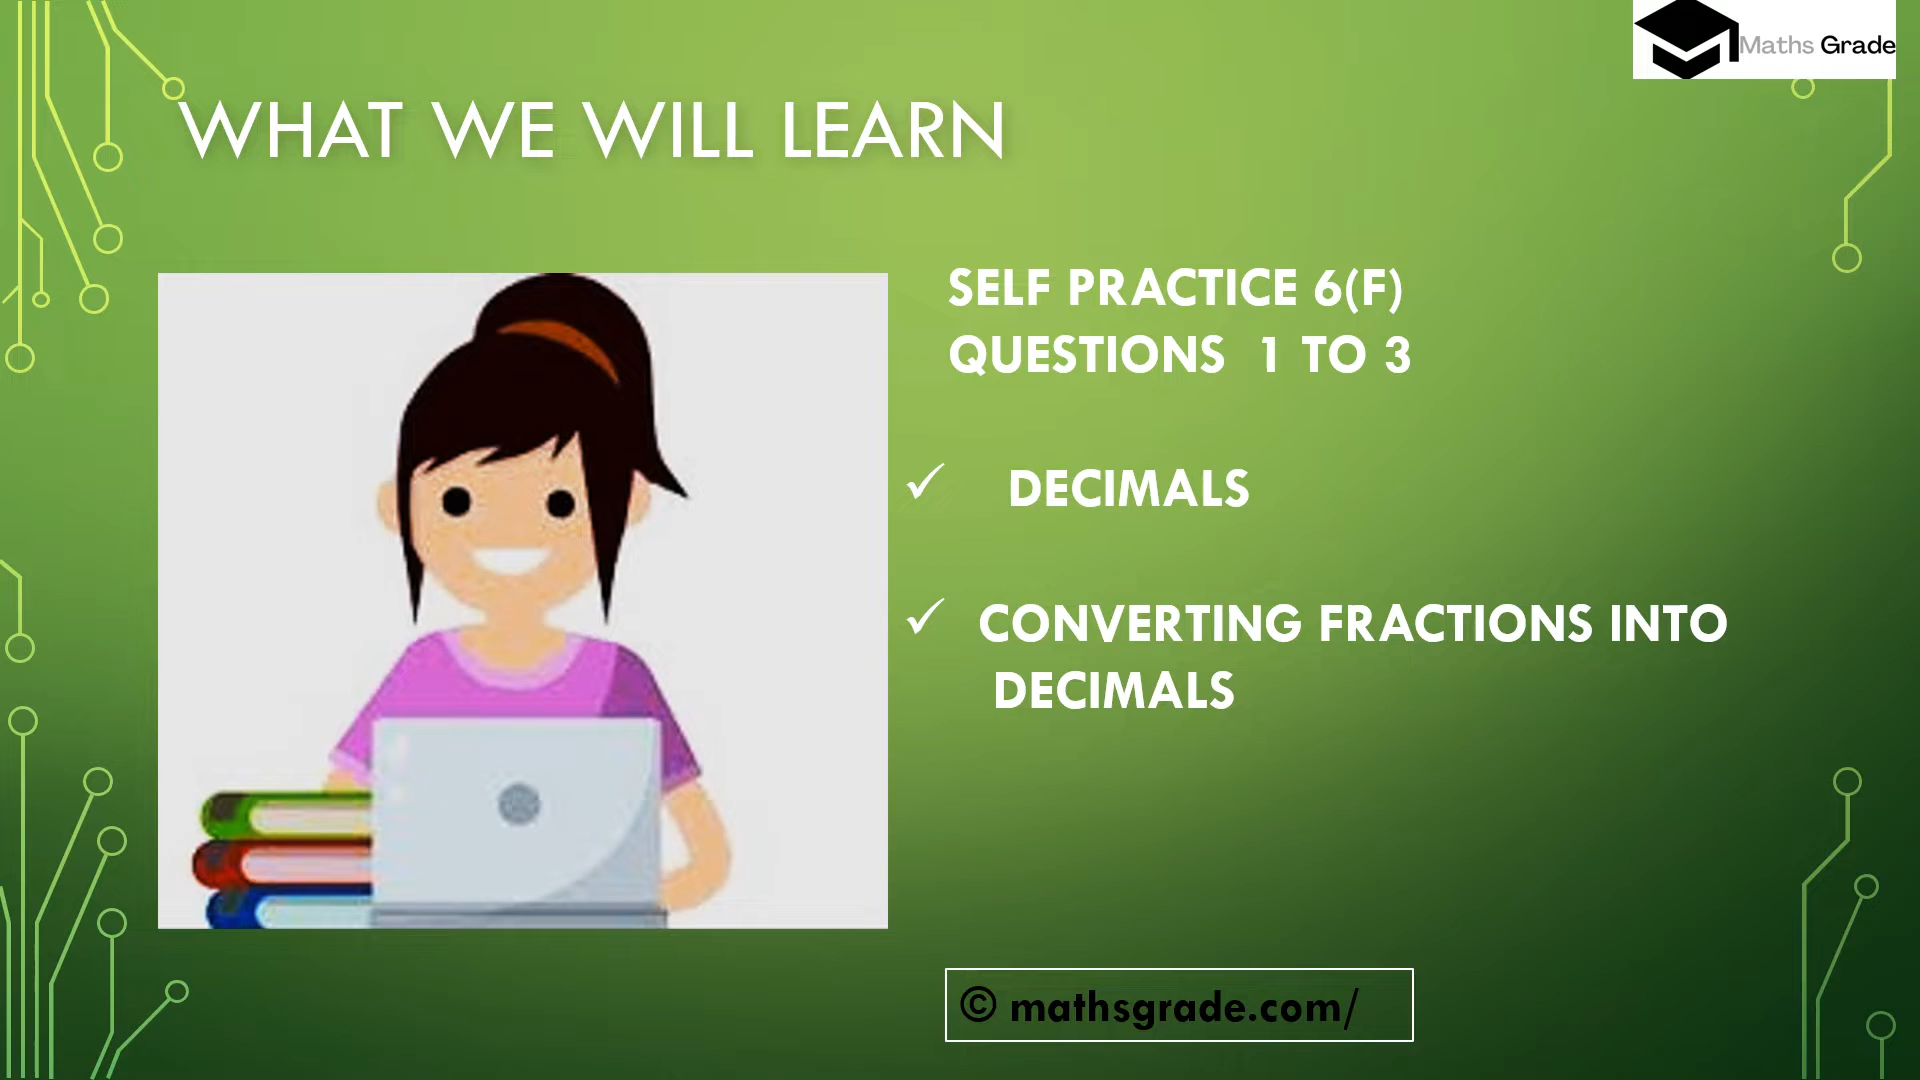 Maths Grade
WHAT WE WILL LEARN
SELF PRACTICE 6(F)
QUESTIONS 1 TO 3
✓ DECIMALS
✓ CONVERTING FRACTIONS INTO
DECIMALS
© mathsgrade.com/